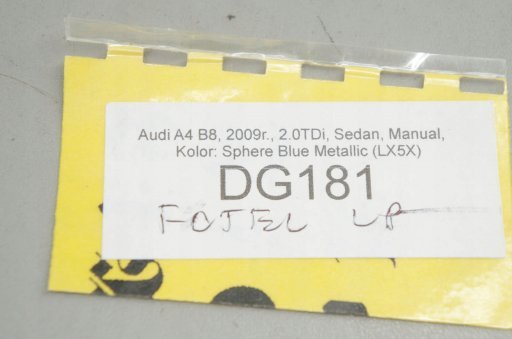 Audi A4 B8, 2009r., 2.0TDi, Sedan, Manual,
Kolor: Sphere Blue Metallic (LX5X)
DG181
FOTEL LP